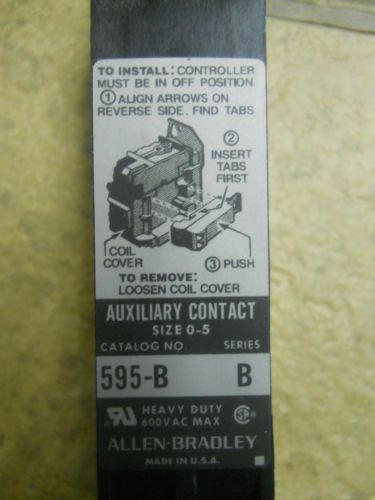 TO INSTALL: CONTROLLER
MUST BE IN OFF POSITION
① ALIGN ARROWS ON
REVERSE SIDE. FIND TABS
②
INSERT
TABS
FIRST
COIL
COVER
③ PUSH
TO REMOVE:
LOOSEN COIL COVER
AUXILIARY CONTACT
SIZE 0-5
CATALOG NO. SERIES
595-B B
HEAVY DUTY
600VAC MAX
ALLEN-BRADLEY
MADE IN U.S.A.